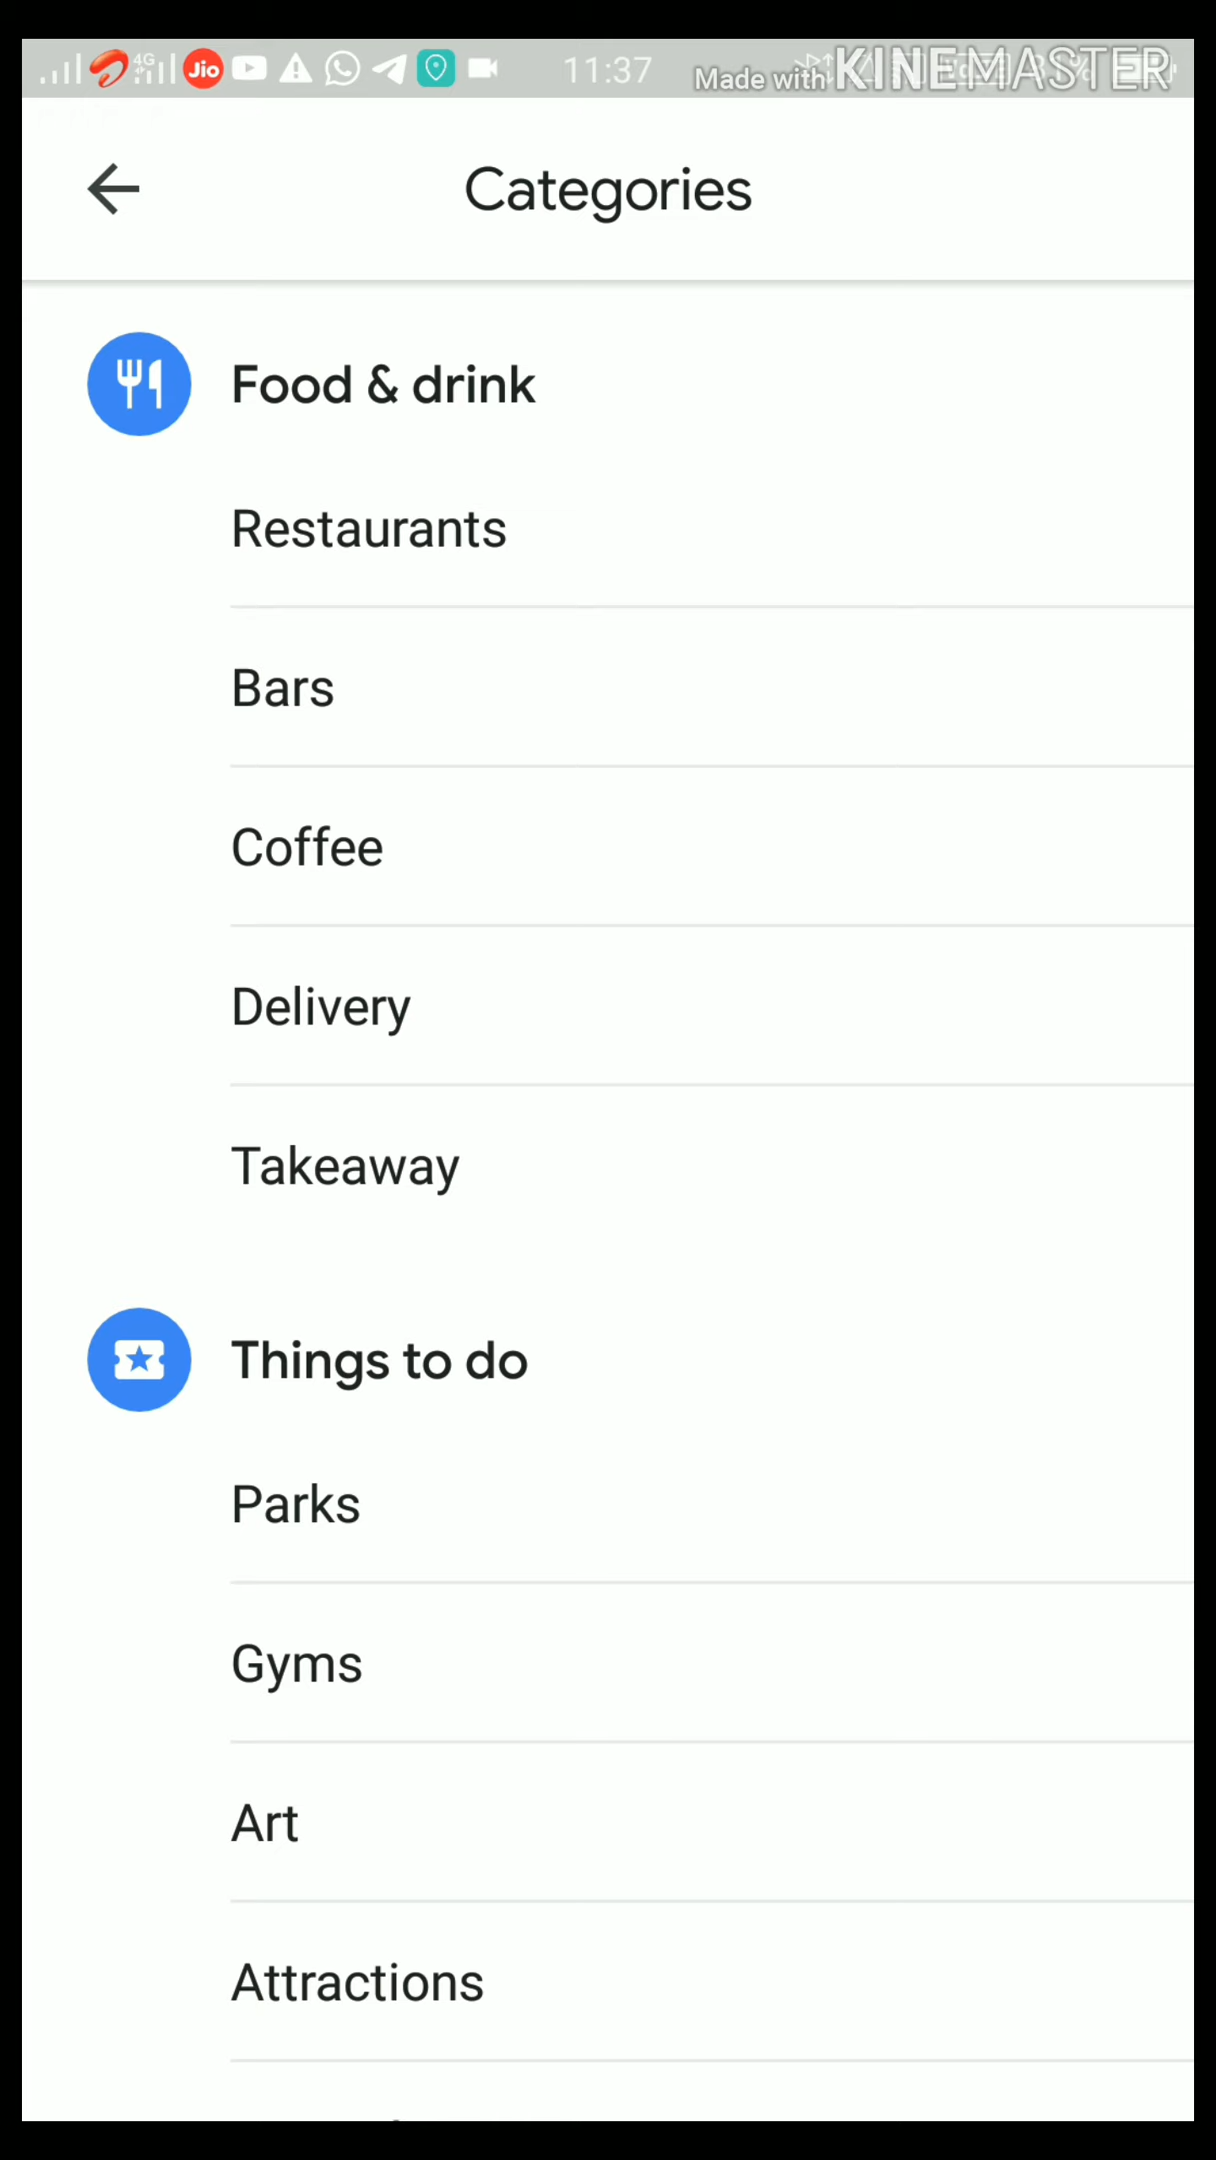 4G Jio 11:37 Made with KINEMASTER
Categories
Food & drink
Restaurants
Bars
Coffee
Delivery
Takeaway
Things to do
Parks
Gyms
Art
Attractions